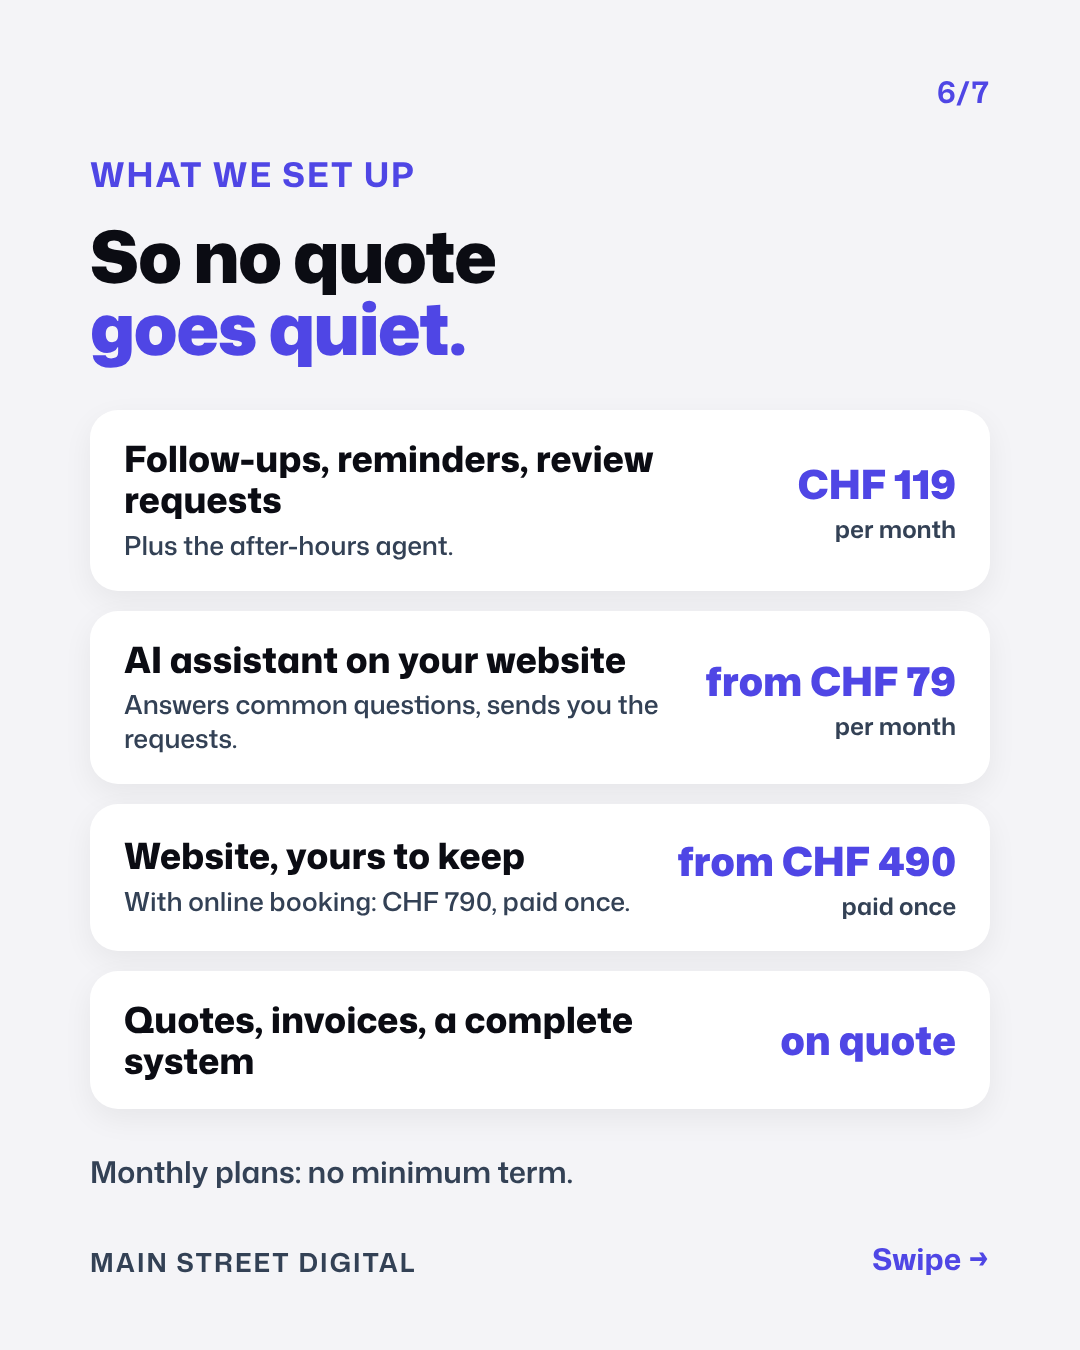 6/7
WHAT WE SET UP
So no quote
goes quiet.
Follow-ups, reminders, review
requests
Plus the after-hours agent.
CHF 119
per month
AI assistant on your website
Answers common questions, sends you the
requests.
from CHF 79
per month
Website, yours to keep
With online booking: CHF 790, paid once.
from CHF 490
paid once
Quotes, invoices, a complete
system
on quote
Monthly plans: no minimum term.
MAIN STREET DIGITAL
Swipe →